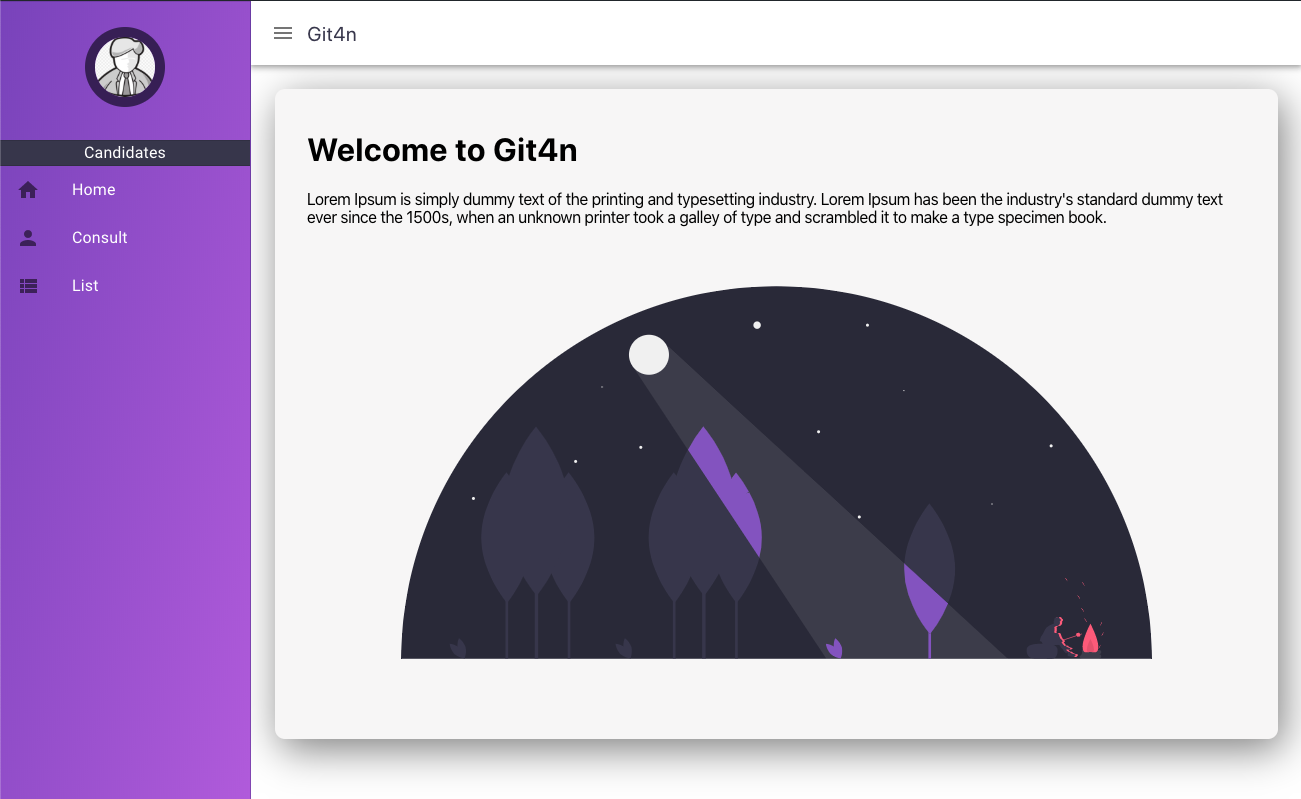 Git4n
Candidates
Home
Consult
List
Welcome to Git4n
Lorem Ipsum is simply dummy text of the printing and typesetting industry. Lorem Ipsum has been the industry's standard dummy text
ever since the 1500s, when an unknown printer took a galley of type and scrambled it to make a type specimen book.